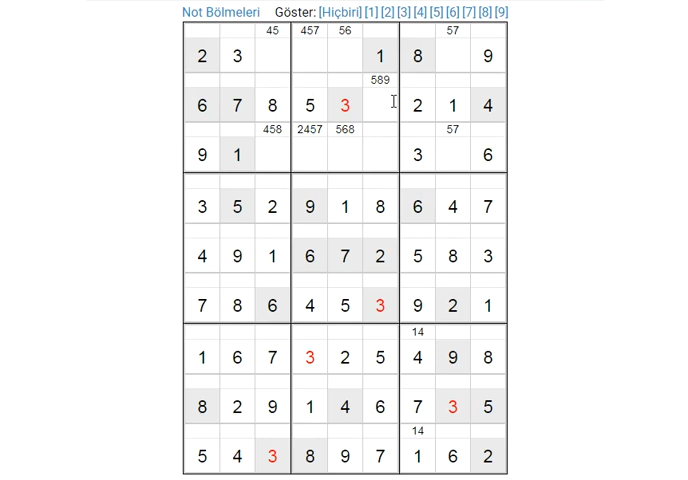 Not Bölmeleri Göster: [Hiçbiri] [1] [2] [3] [4] [5] [6] [7] [8] [9]
45 457 56 57
2 3 1 8 9
589
6 7 8 5 3 2 1 4
458 2457 568 57
9 1 3 6
3 5 2 9 1 8 6 4 7
4 9 1 6 7 2 5 8 3
7 8 6 4 5 3 9 2 1
14
1 6 7 3 2 5 4 9 8
8 2 9 1 4 6 7 3 5
14
5 4 3 8 9 7 1 6 2